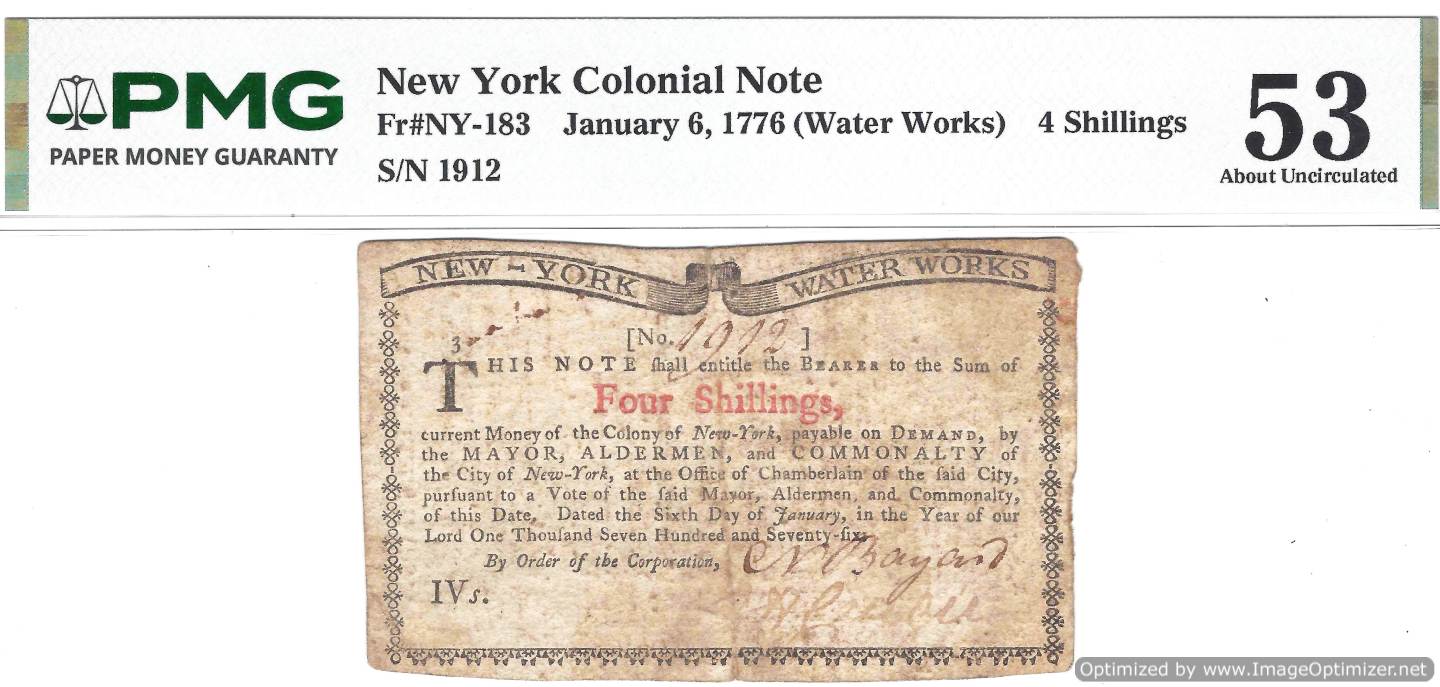 PMG
PAPER MONEY GUARANTY
New York Colonial Note
Fr#NY-183 January 6, 1776 (Water Works) 4 Shillings
S/N 1912
53
About Uncirculated
NEW-YORK WATER WORKS
[No. 1912 ]
3
THIS NOTE ſhall entitle the BEARER to the Sum of
Four Shillings,
current Money of the Colony of New-York, payable on DEMAND, by
the MAYOR, ALDERMEN, and COMMONALTY of
the City of New-York, at the Office of Chamberlain of the ſaid City,
purſuant to a Vote of the ſaid Mayor, Aldermen, and Commonalty,
of this Date, Dated the Sixth Day of January, in the Year of our
Lord One Thouſand Seven Hundred and Seventy-ſix.
By Order of the Corporation, N Bayard
IVs.
Optimized by www.ImageOptimizer.net